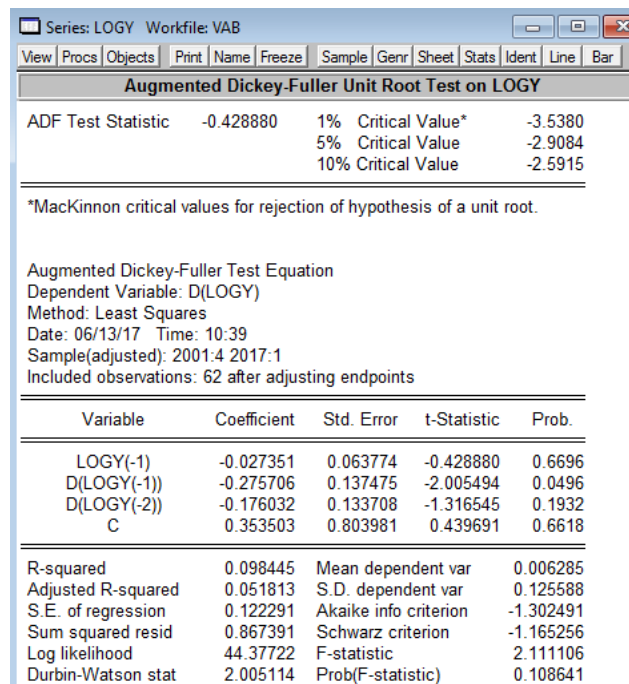 Series: LOGY Workfile: VAB
View Procs Objects Print Name Freeze Sample Genr Sheet Stats Ident Line Bar
Augmented Dickey-Fuller Unit Root Test on LOGY
ADF Test Statistic -0.428880 1% Critical Value* -3.5380
5% Critical Value -2.9084
10% Critical Value -2.5915
*MacKinnon critical values for rejection of hypothesis of a unit root.
Augmented Dickey-Fuller Test Equation
Dependent Variable: D(LOGY)
Method: Least Squares
Date: 06/13/17 Time: 10:39
Sample(adjusted): 2001:4 2017:1
Included observations: 62 after adjusting endpoints
Variable Coefficient Std. Error t-Statistic Prob.
LOGY(-1) -0.027351 0.063774 -0.428880 0.6696
D(LOGY(-1)) -0.275706 0.137475 -2.005494 0.0496
D(LOGY(-2)) -0.176032 0.133708 -1.316545 0.1932
C 0.353503 0.803981 0.439691 0.6618
R-squared 0.098445 Mean dependent var 0.006285
Adjusted R-squared 0.051813 S.D. dependent var 0.125588
S.E. of regression 0.122291 Akaike info criterion -1.302491
Sum squared resid 0.867391 Schwarz criterion -1.165256
Log likelihood 44.37722 F-statistic 2.111106
Durbin-Watson stat 2.005114 Prob(F-statistic) 0.108641